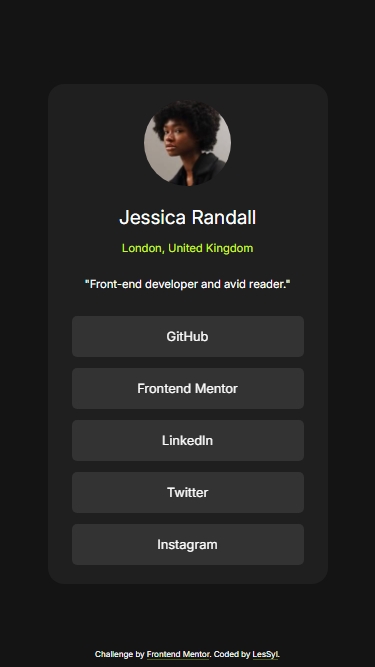 Jessica Randall
London, United Kingdom
"Front-end developer and avid reader."
GitHub
Frontend Mentor
LinkedIn
Twitter
Instagram
Challenge by Frontend Mentor. Coded by LesSyl.